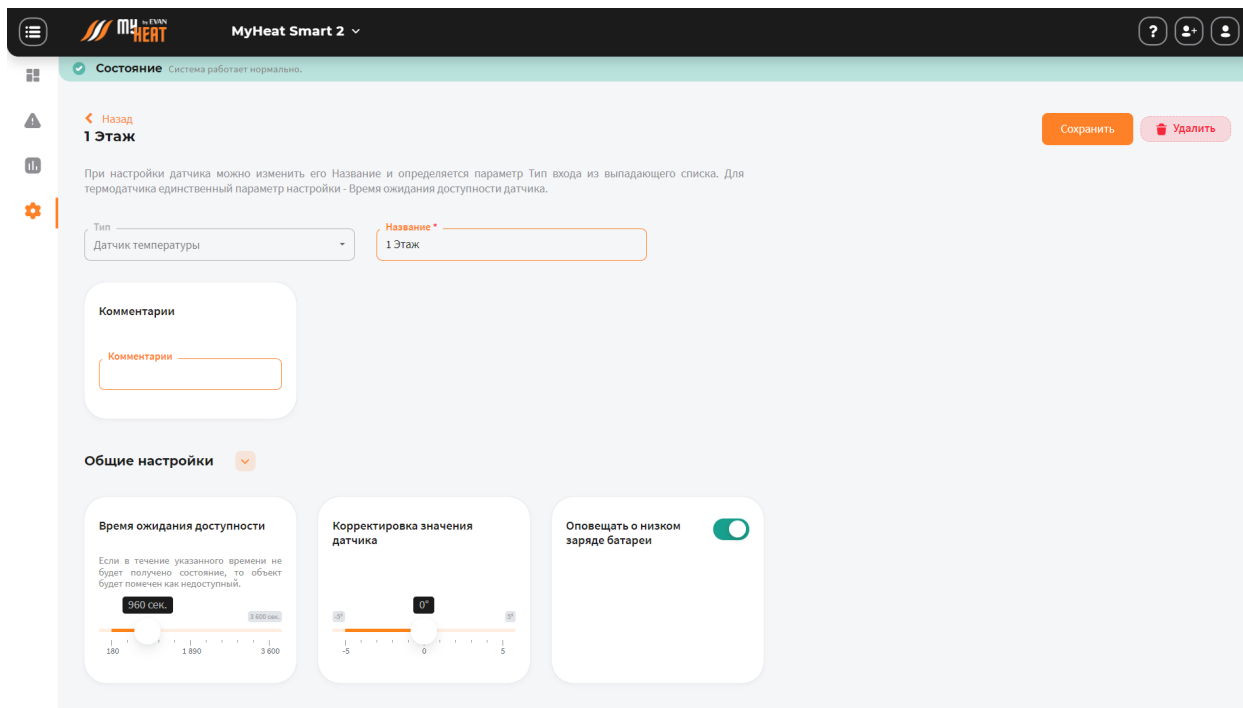 MY by EVAN HEAT
MyHeat Smart 2
?
Состояние Система работает нормально.
Назад
1 Этаж
Сохранить
Удалить
При настройки датчика можно изменить его Название и определяется параметр Тип входа из выпадающего списка. Для
термодатчика единственный параметр настройки - Время ожидания доступности датчика.
Тип
Датчик температуры
Название *
1 Этаж
Комментарии
Комментарии
Общие настройки
Время ожидания доступности
Если в течение указанного времени не
будет получено состояние, то объект
будет помечен как недоступный.
960 сек.
3 600 сек.
180 1 890 3 600
Корректировка значения
датчика
0°
-5° 5°
-5 0 5
Оповещать о низком
заряде батареи